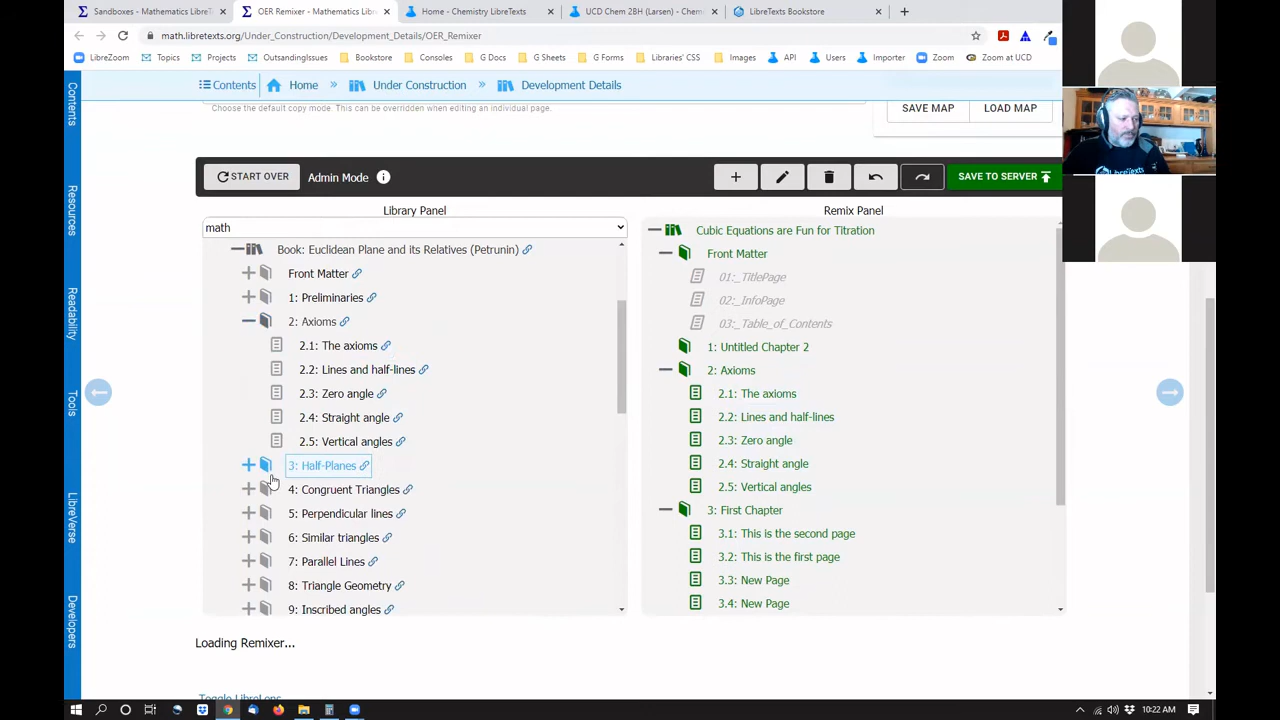 Sandboxes - Mathematics LibreT
OER Remixer - Mathematics Libr
Home - Chemistry LibreTexts
UCD Chem 2BH (Larsen) - Chem
LibreTexts Bookstore
math.libretexts.org/Under_Construction/Development_Details/OER_Remixer
LibreZoom Topics Projects OutsandingIssues Bookstore Consoles G Docs G Sheets G Forms Libraries' CSS Images API Users Importer Zoom Zoom at UCD
Contents Home Under Construction Development Details
Choose the default copy mode. This can be overridden when editing an individual page.
SAVE MAP LOAD MAP
START OVER Admin Mode SAVE TO SERVER
Library Panel
math
Book: Euclidean Plane and its Relatives (Petrunin)
Front Matter
1: Preliminaries
2: Axioms
2.1: The axioms
2.2: Lines and half-lines
2.3: Zero angle
2.4: Straight angle
2.5: Vertical angles
3: Half-Planes
4: Congruent Triangles
5: Perpendicular lines
6: Similar triangles
7: Parallel Lines
8: Triangle Geometry
9: Inscribed angles
Remix Panel
Cubic Equations are Fun for Titration
Front Matter
01:_TitlePage
02:_InfoPage
03:_Table_of_Contents
1: Untitled Chapter 2
2: Axioms
2.1: The axioms
2.2: Lines and half-lines
2.3: Zero angle
2.4: Straight angle
2.5: Vertical angles
3: First Chapter
3.1: This is the second page
3.2: This is the first page
3.3: New Page
3.4: New Page
Loading Remixer...
Toggle LibreLens
Contents
Resources
Readability
Tools
LibreVerse
Developers
LibreTexts
10:22 AM